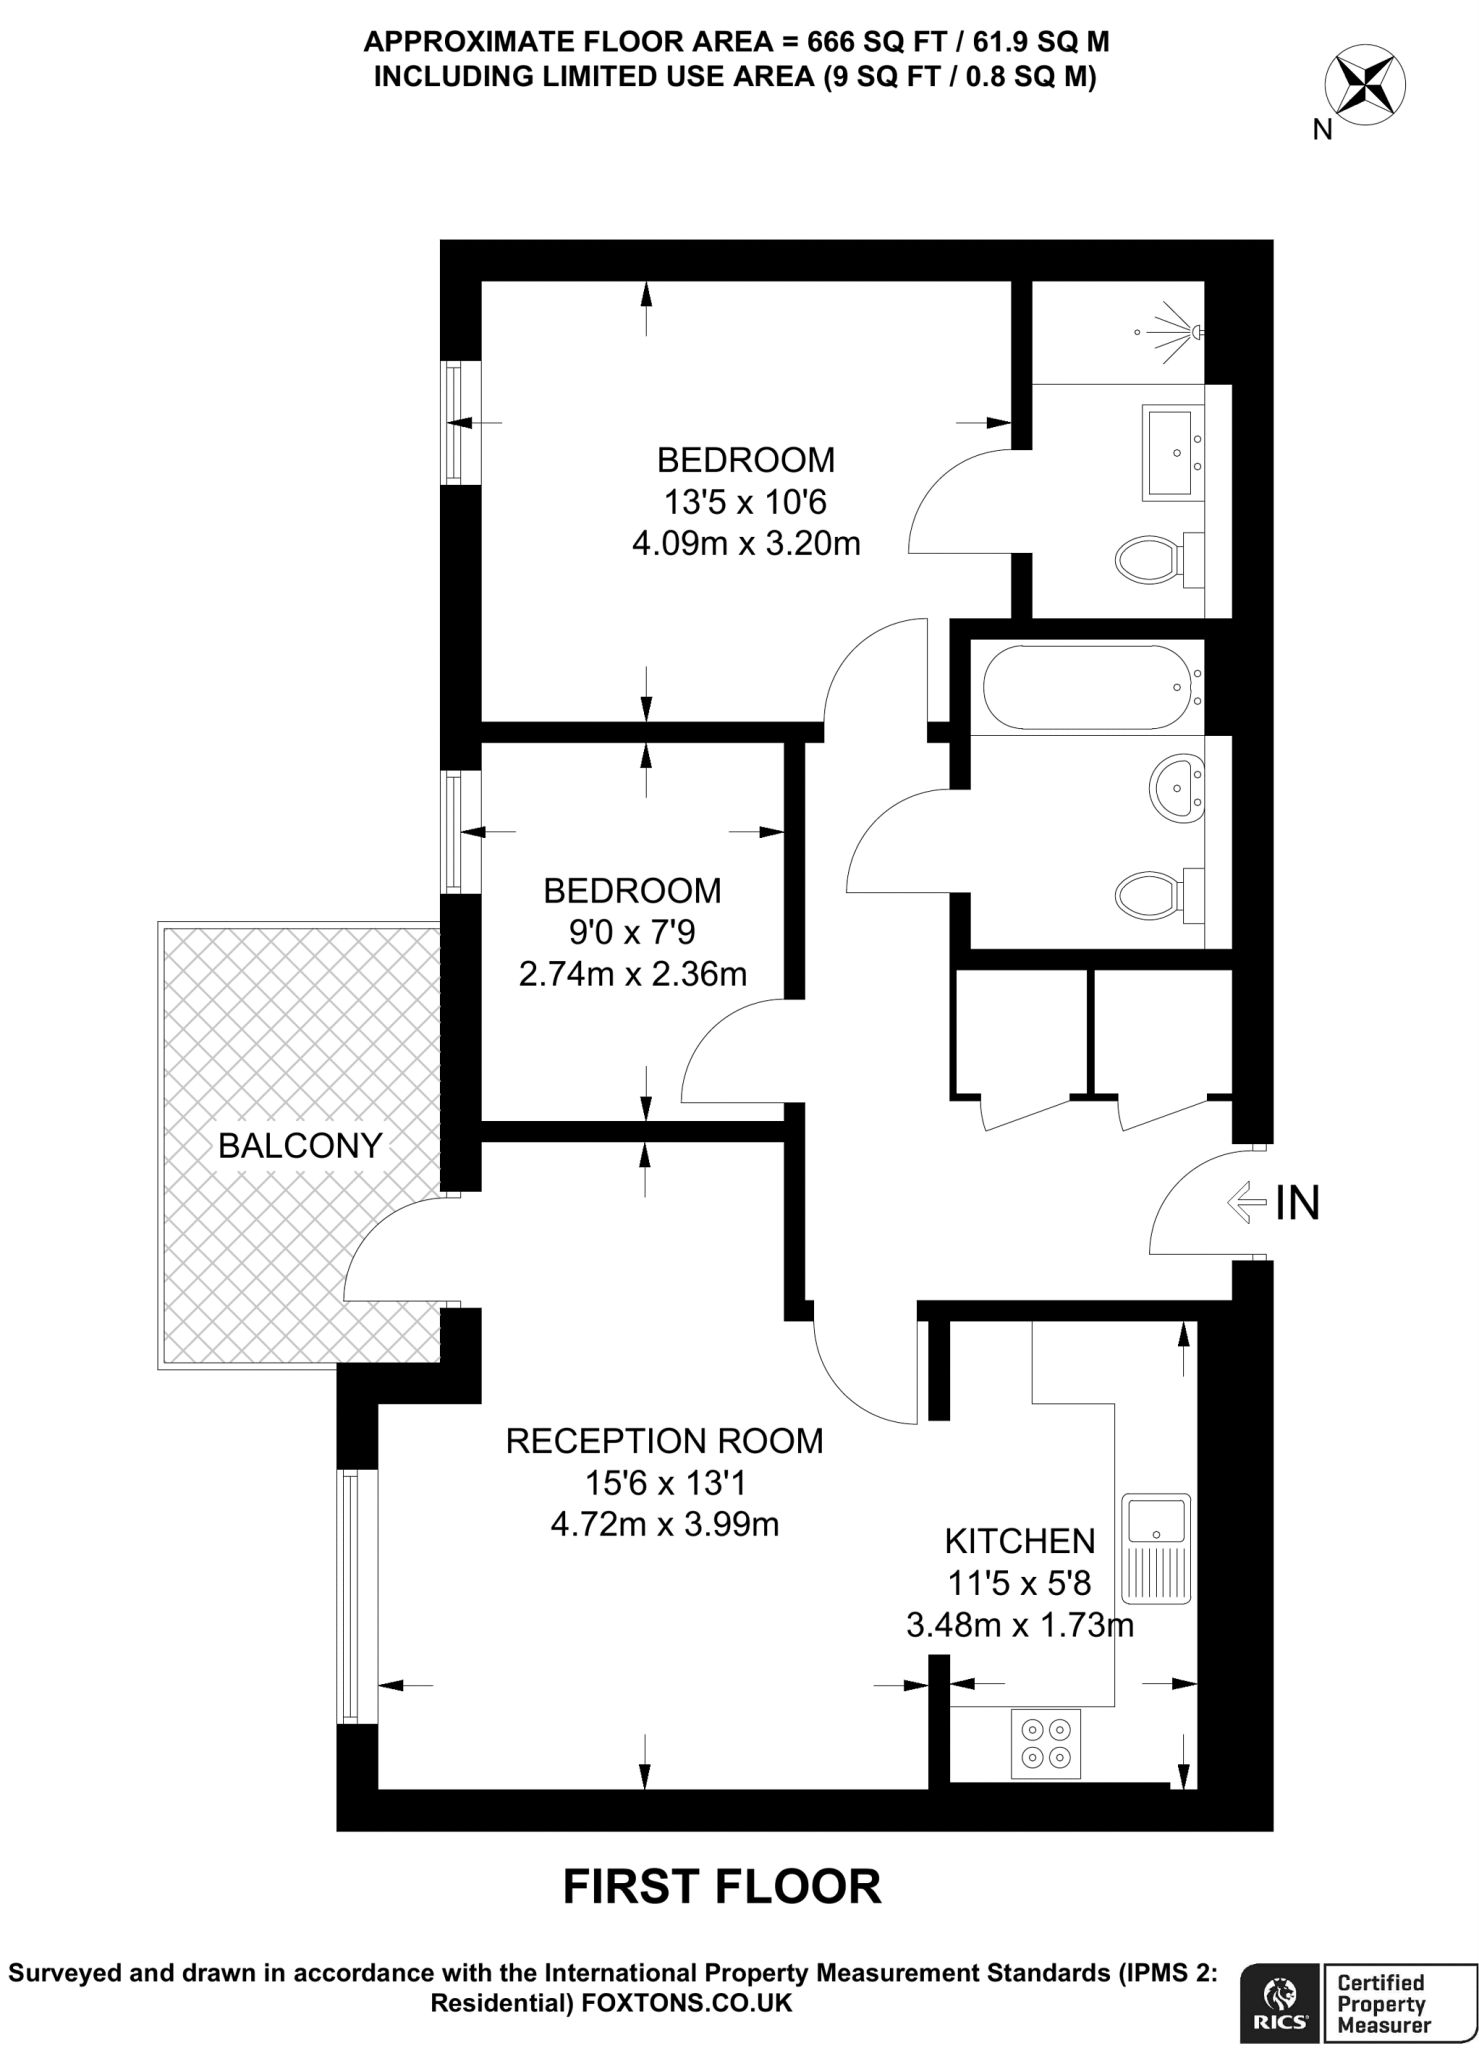 APPROXIMATE FLOOR AREA = 666 SQ FT / 61.9 SQ M
INCLUDING LIMITED USE AREA (9 SQ FT / 0.8 SQ M)
N
BEDROOM
13'5 x 10'6
4.09m x 3.20m
BEDROOM
9'0 x 7'9
2.74m x 2.36m
BALCONY
IN
RECEPTION ROOM
15'6 x 13'1
4.72m x 3.99m
KITCHEN
11'5 x 5'8
3.48m x 1.73m
FIRST FLOOR
Surveyed and drawn in accordance with the International Property Measurement Standards (IPMS 2:
Residential) FOXTONS.CO.UK
RICS
Certified
Property
Measurer